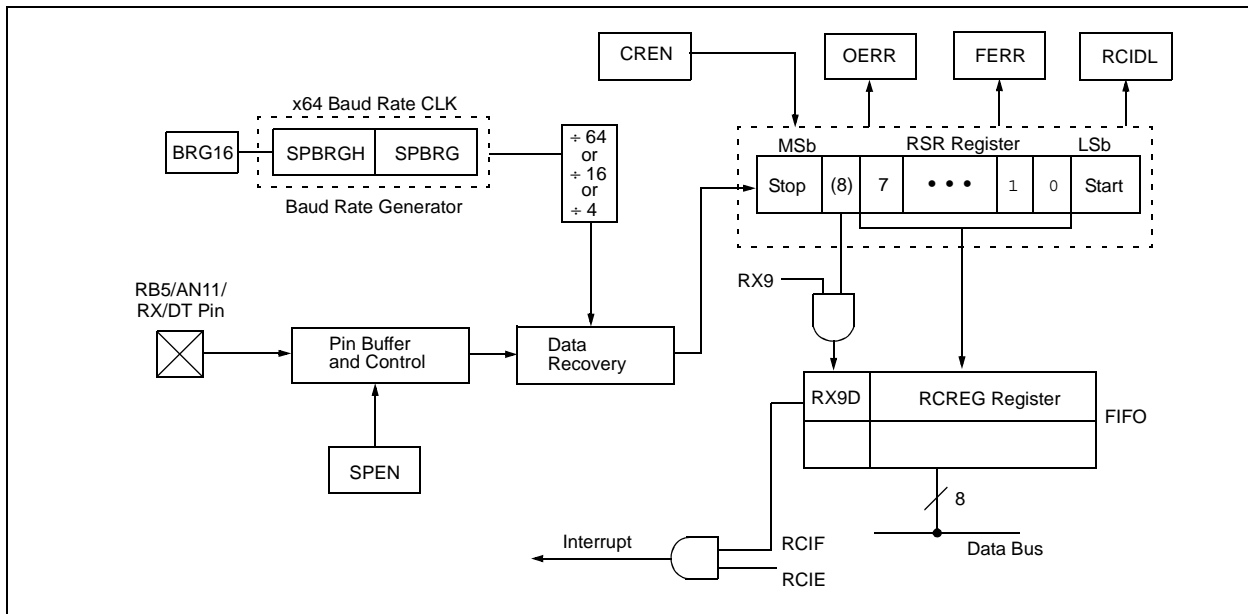 CREN
OERR
FERR
RCIDL
x64 Baud Rate CLK
BRG16
SPBRGH
SPBRG
Baud Rate Generator
÷ 64
or
÷ 16
or
÷ 4
MSb
RSR Register
LSb
Stop
(8)
7
• • •
1
0
Start
RX9
RB5/AN11/
RX/DT Pin
Pin Buffer
and Control
Data
Recovery
SPEN
RX9D
RCREG Register
FIFO
8
Data Bus
Interrupt
RCIF
RCIE